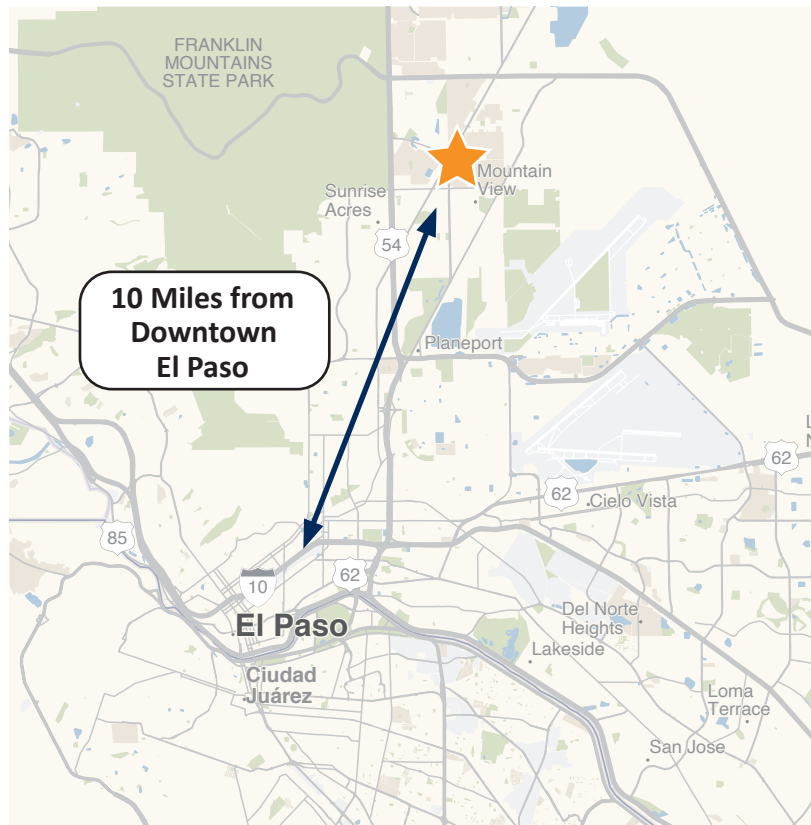 FRANKLIN
MOUNTAINS
STATE PARK
Mountain
View
Sunrise
Acres
54
10 Miles from
Downtown
El Paso
Planeport
L
N
62
62
Cielo Vista
85
62
10
Del Norte
Heights
El Paso
Lakeside
Ciudad
Juárez
Loma
Terrace
San Jose